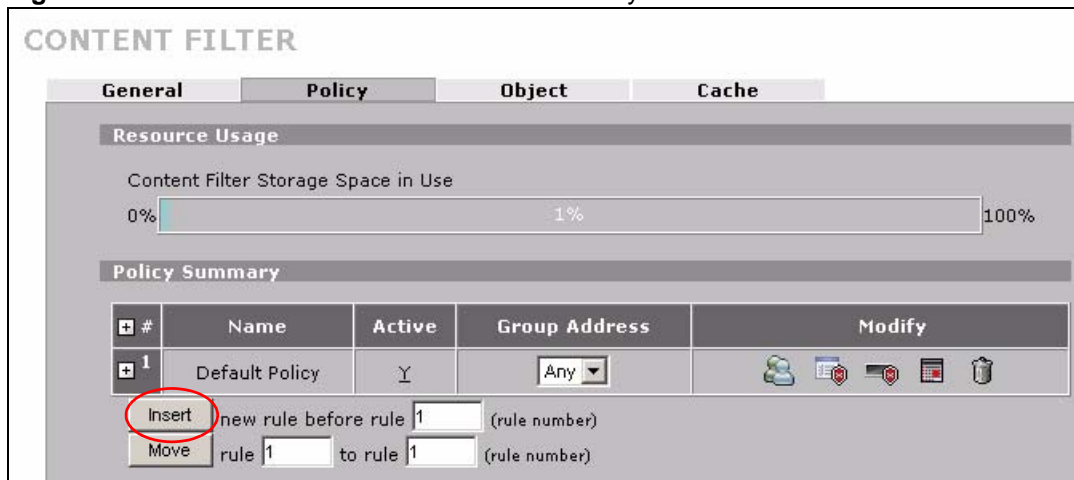 CONTENT FILTER
General Policy Object Cache
Resource Usage
Content Filter Storage Space in Use
0% 1% 100%
Policy Summary
# Name Active Group Address Modify
1 Default Policy Y Any
Insert new rule before rule 1 (rule number)
Move rule 1 to rule 1 (rule number)